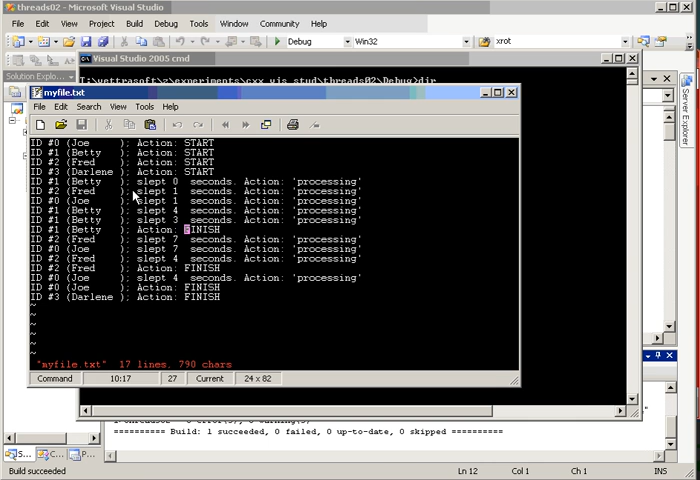 threads02 - Microsoft Visual Studio
File Edit View Project Build Debug Tools Window Community Help
Debug Win32 xrot
Solution Explo
Visual Studio 2005 cmd
T:\vettrasoft\z\experiments\cxx_vis_stud\threads02\Debug>dir
myfile.txt
File Edit Search View Tools Help
ID #0 (Joe ); Action: START
ID #1 (Betty ); Action: START
ID #2 (Fred ); Action: START
ID #3 (Darlene ); Action: START
ID #1 (Betty ); slept 0 seconds. Action: 'processing'
ID #2 (Fred ); slept 1 seconds. Action: 'processing'
ID #0 (Joe ); slept 1 seconds. Action: 'processing'
ID #1 (Betty ); slept 4 seconds. Action: 'processing'
ID #1 (Betty ); slept 3 seconds. Action: 'processing'
ID #1 (Betty ); Action: FINISH
ID #2 (Fred ); slept 7 seconds. Action: 'processing'
ID #0 (Joe ); slept 7 seconds. Action: 'processing'
ID #2 (Fred ); slept 4 seconds. Action: 'processing'
ID #2 (Fred ); Action: FINISH
ID #0 (Joe ); slept 4 seconds. Action: 'processing'
ID #0 (Joe ); Action: FINISH
ID #3 (Darlene ); Action: FINISH
~
~
~
~
~
~
"myfile.txt" 17 lines, 790 chars
Command 10:17 27 Current 24 x 82
Server Explorer
========== Build: 1 succeeded, 0 failed, 0 up-to-date, 0 skipped ==========
S... C... P...
Build succeeded Ln 12 Col 1 Ch 1 INS